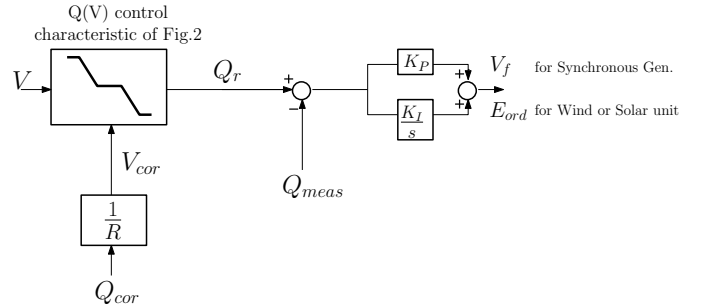 Q(V) control
characteristic of Fig.2
V
Q_r
+
−
K_P
K_I
s
+
+
V_f for Synchronous Gen.
E_ord for Wind or Solar unit
V_cor
Q_meas
1
R
Q_cor